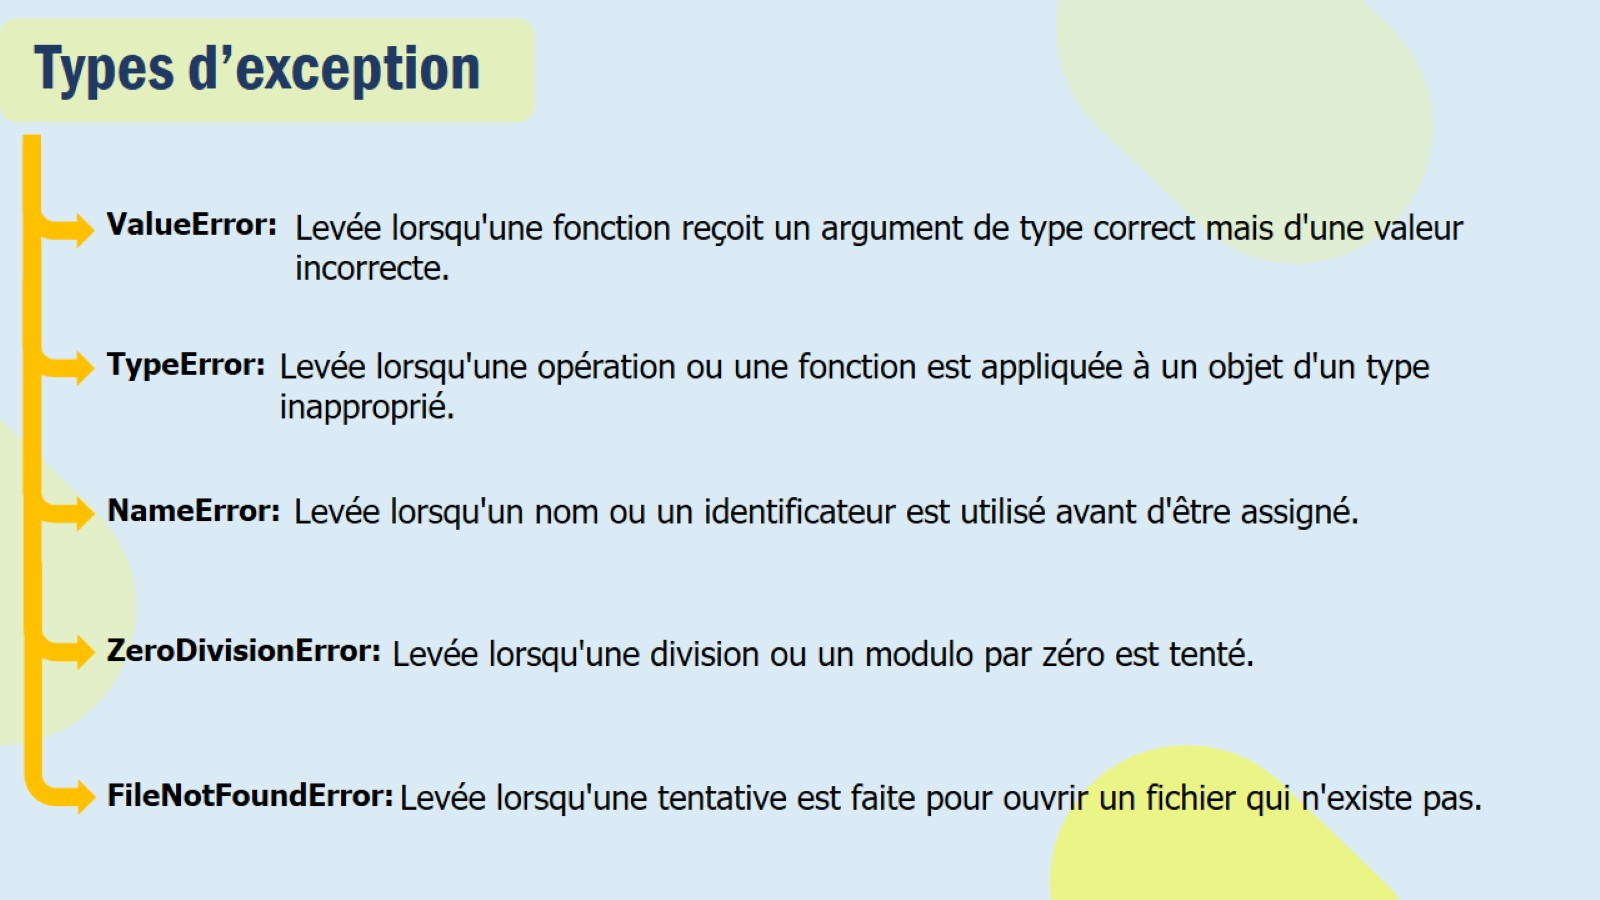 Types d’exception
ValueError: Levée lorsqu'une fonction reçoit un argument de type correct mais d'une valeur
incorrecte.
TypeError: Levée lorsqu'une opération ou une fonction est appliquée à un objet d'un type
inapproprié.
NameError: Levée lorsqu'un nom ou un identificateur est utilisé avant d'être assigné.
ZeroDivisionError: Levée lorsqu'une division ou un modulo par zéro est tenté.
FileNotFoundError: Levée lorsqu'une tentative est faite pour ouvrir un fichier qui n'existe pas.